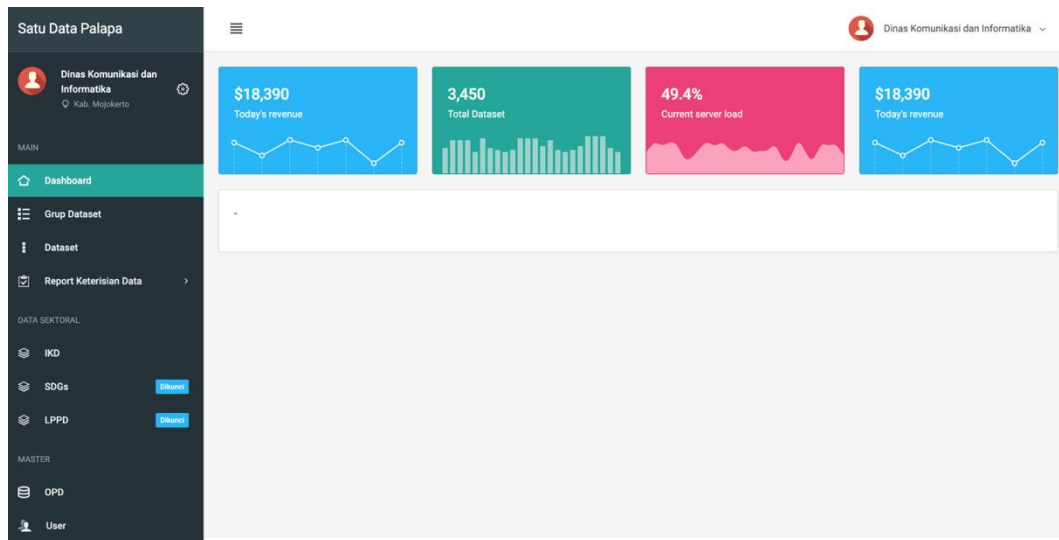 Satu Data Palapa
Dinas Komunikasi dan Informatika
Dinas Komunikasi dan
Informatika
Kab. Mojokerto
MAIN
Dashboard
Grup Dataset
Dataset
Report Keterisian Data
DATA SEKTORAL
IKD
SDGs
Dikunci
LPPD
Dikunci
MASTER
OPD
User
$18,390
Today's revenue
3,450
Total Dataset
49.4%
Current server load
$18,390
Today's revenue
-